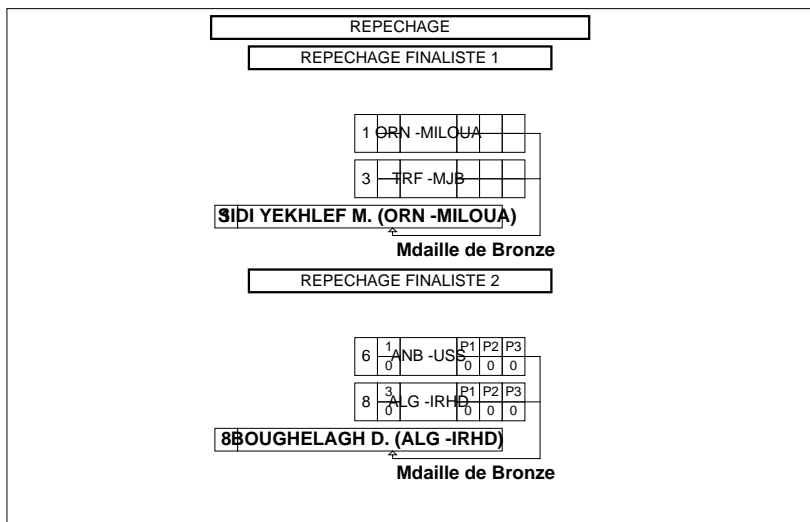 REPECHAGE
REPECHAGE FINALISTE 1
1 ORN -MILOUA
3 TRF -MJB
SIDI YEKHLEF M. (ORN -MILOUA)
Mdaille de Bronze
REPECHAGE FINALISTE 2
6 1 0 ANB -USS P1 0 P2 0 P3 0
8 3 0 ALG -IRHD P1 0 P2 0 P3 0
8 BOUGHELAGH D. (ALG -IRHD)
Mdaille de Bronze